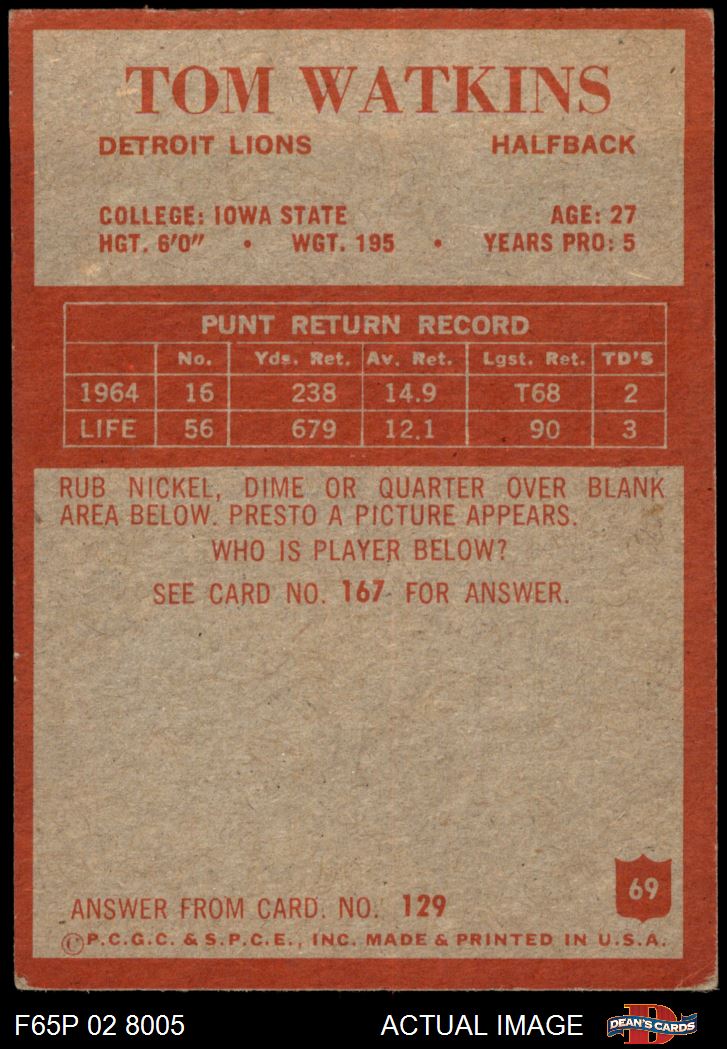 TOM WATKINS
DETROIT LIONS HALFBACK
COLLEGE: IOWA STATE AGE: 27
HGT. 6'0" • WGT. 195 • YEARS PRO: 5
PUNT RETURN RECORD
No. Yds. Ret. Av. Ret. Lgst. Ret. TD'S
1964 16 238 14.9 T68 2
LIFE 56 679 12.1 90 3
RUB NICKEL, DIME OR QUARTER OVER BLANK
AREA BELOW. PRESTO A PICTURE APPEARS.
WHO IS PLAYER BELOW?
SEE CARD NO. 167 FOR ANSWER.
69
ANSWER FROM CARD. NO. 129
©P.C.G.C. & S.P.C.E., INC. MADE & PRINTED IN U.S.A.
F65P 02 8005 ACTUAL IMAGE D DEAN'S CARDS